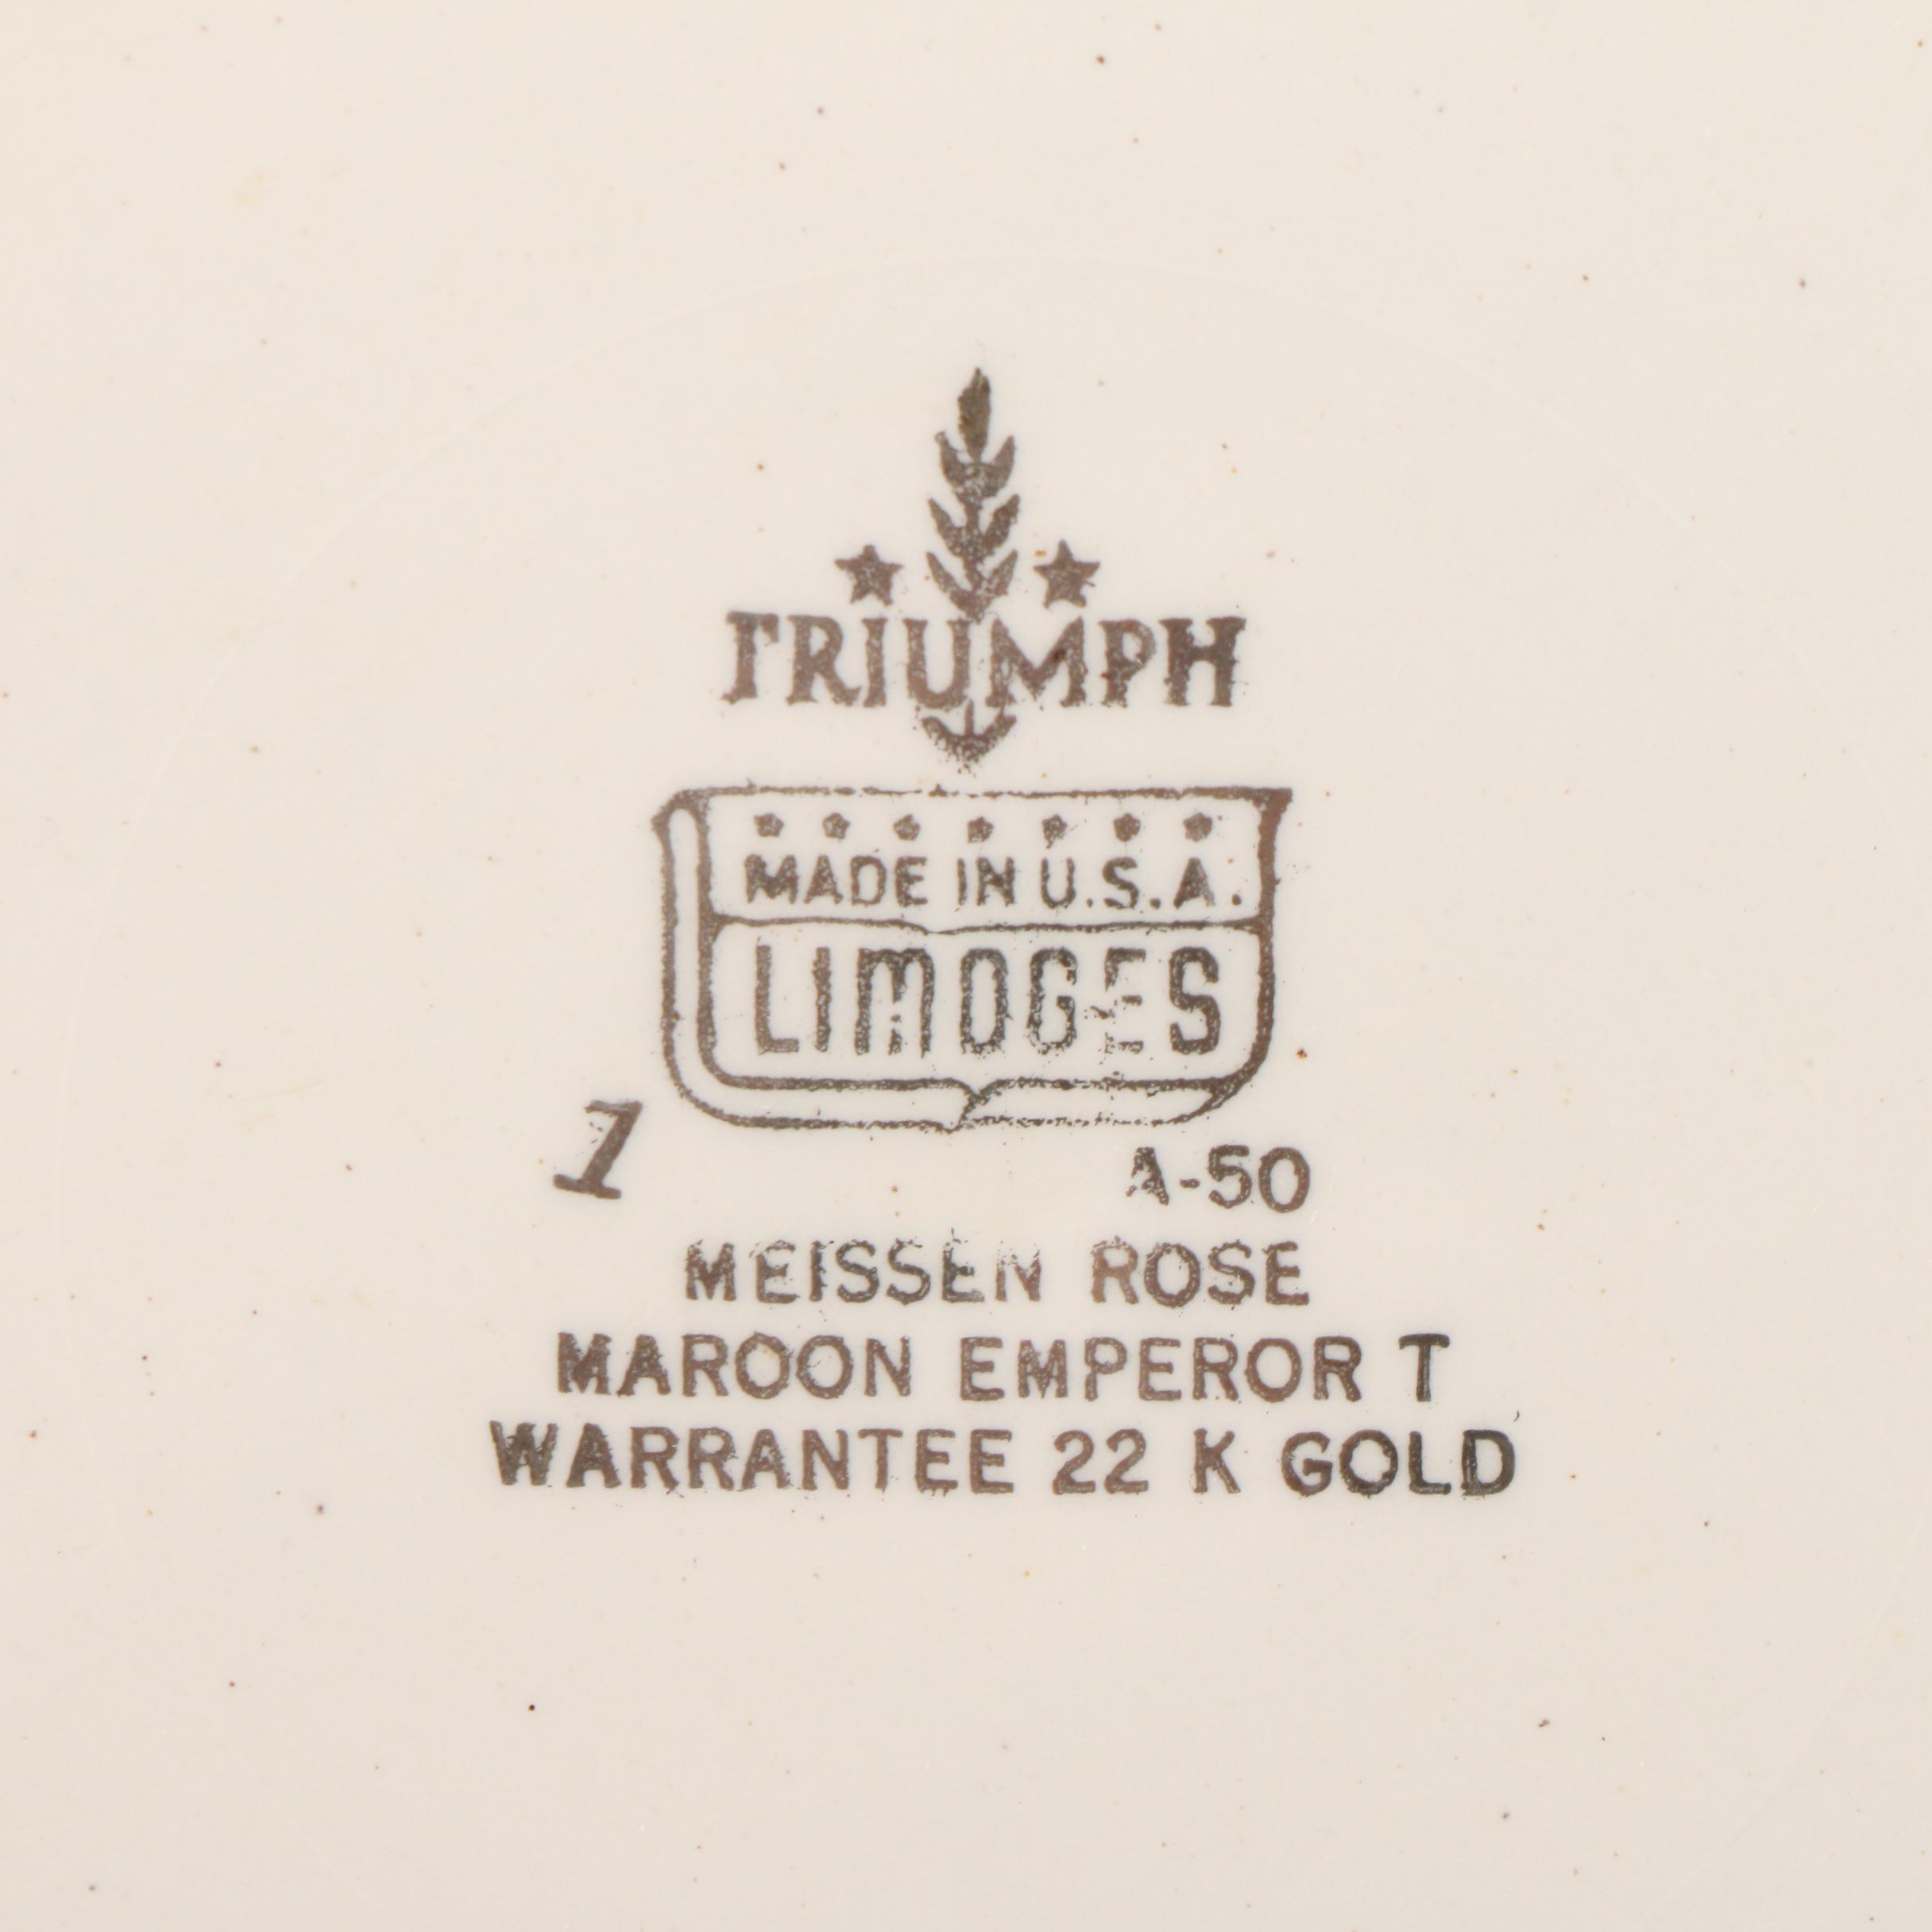 TRIUMPH
MADE IN U.S.A.
LIMOGES
1 A-50
MEISSEN ROSE
MAROON EMPEROR T
WARRANTEE 22 K GOLD